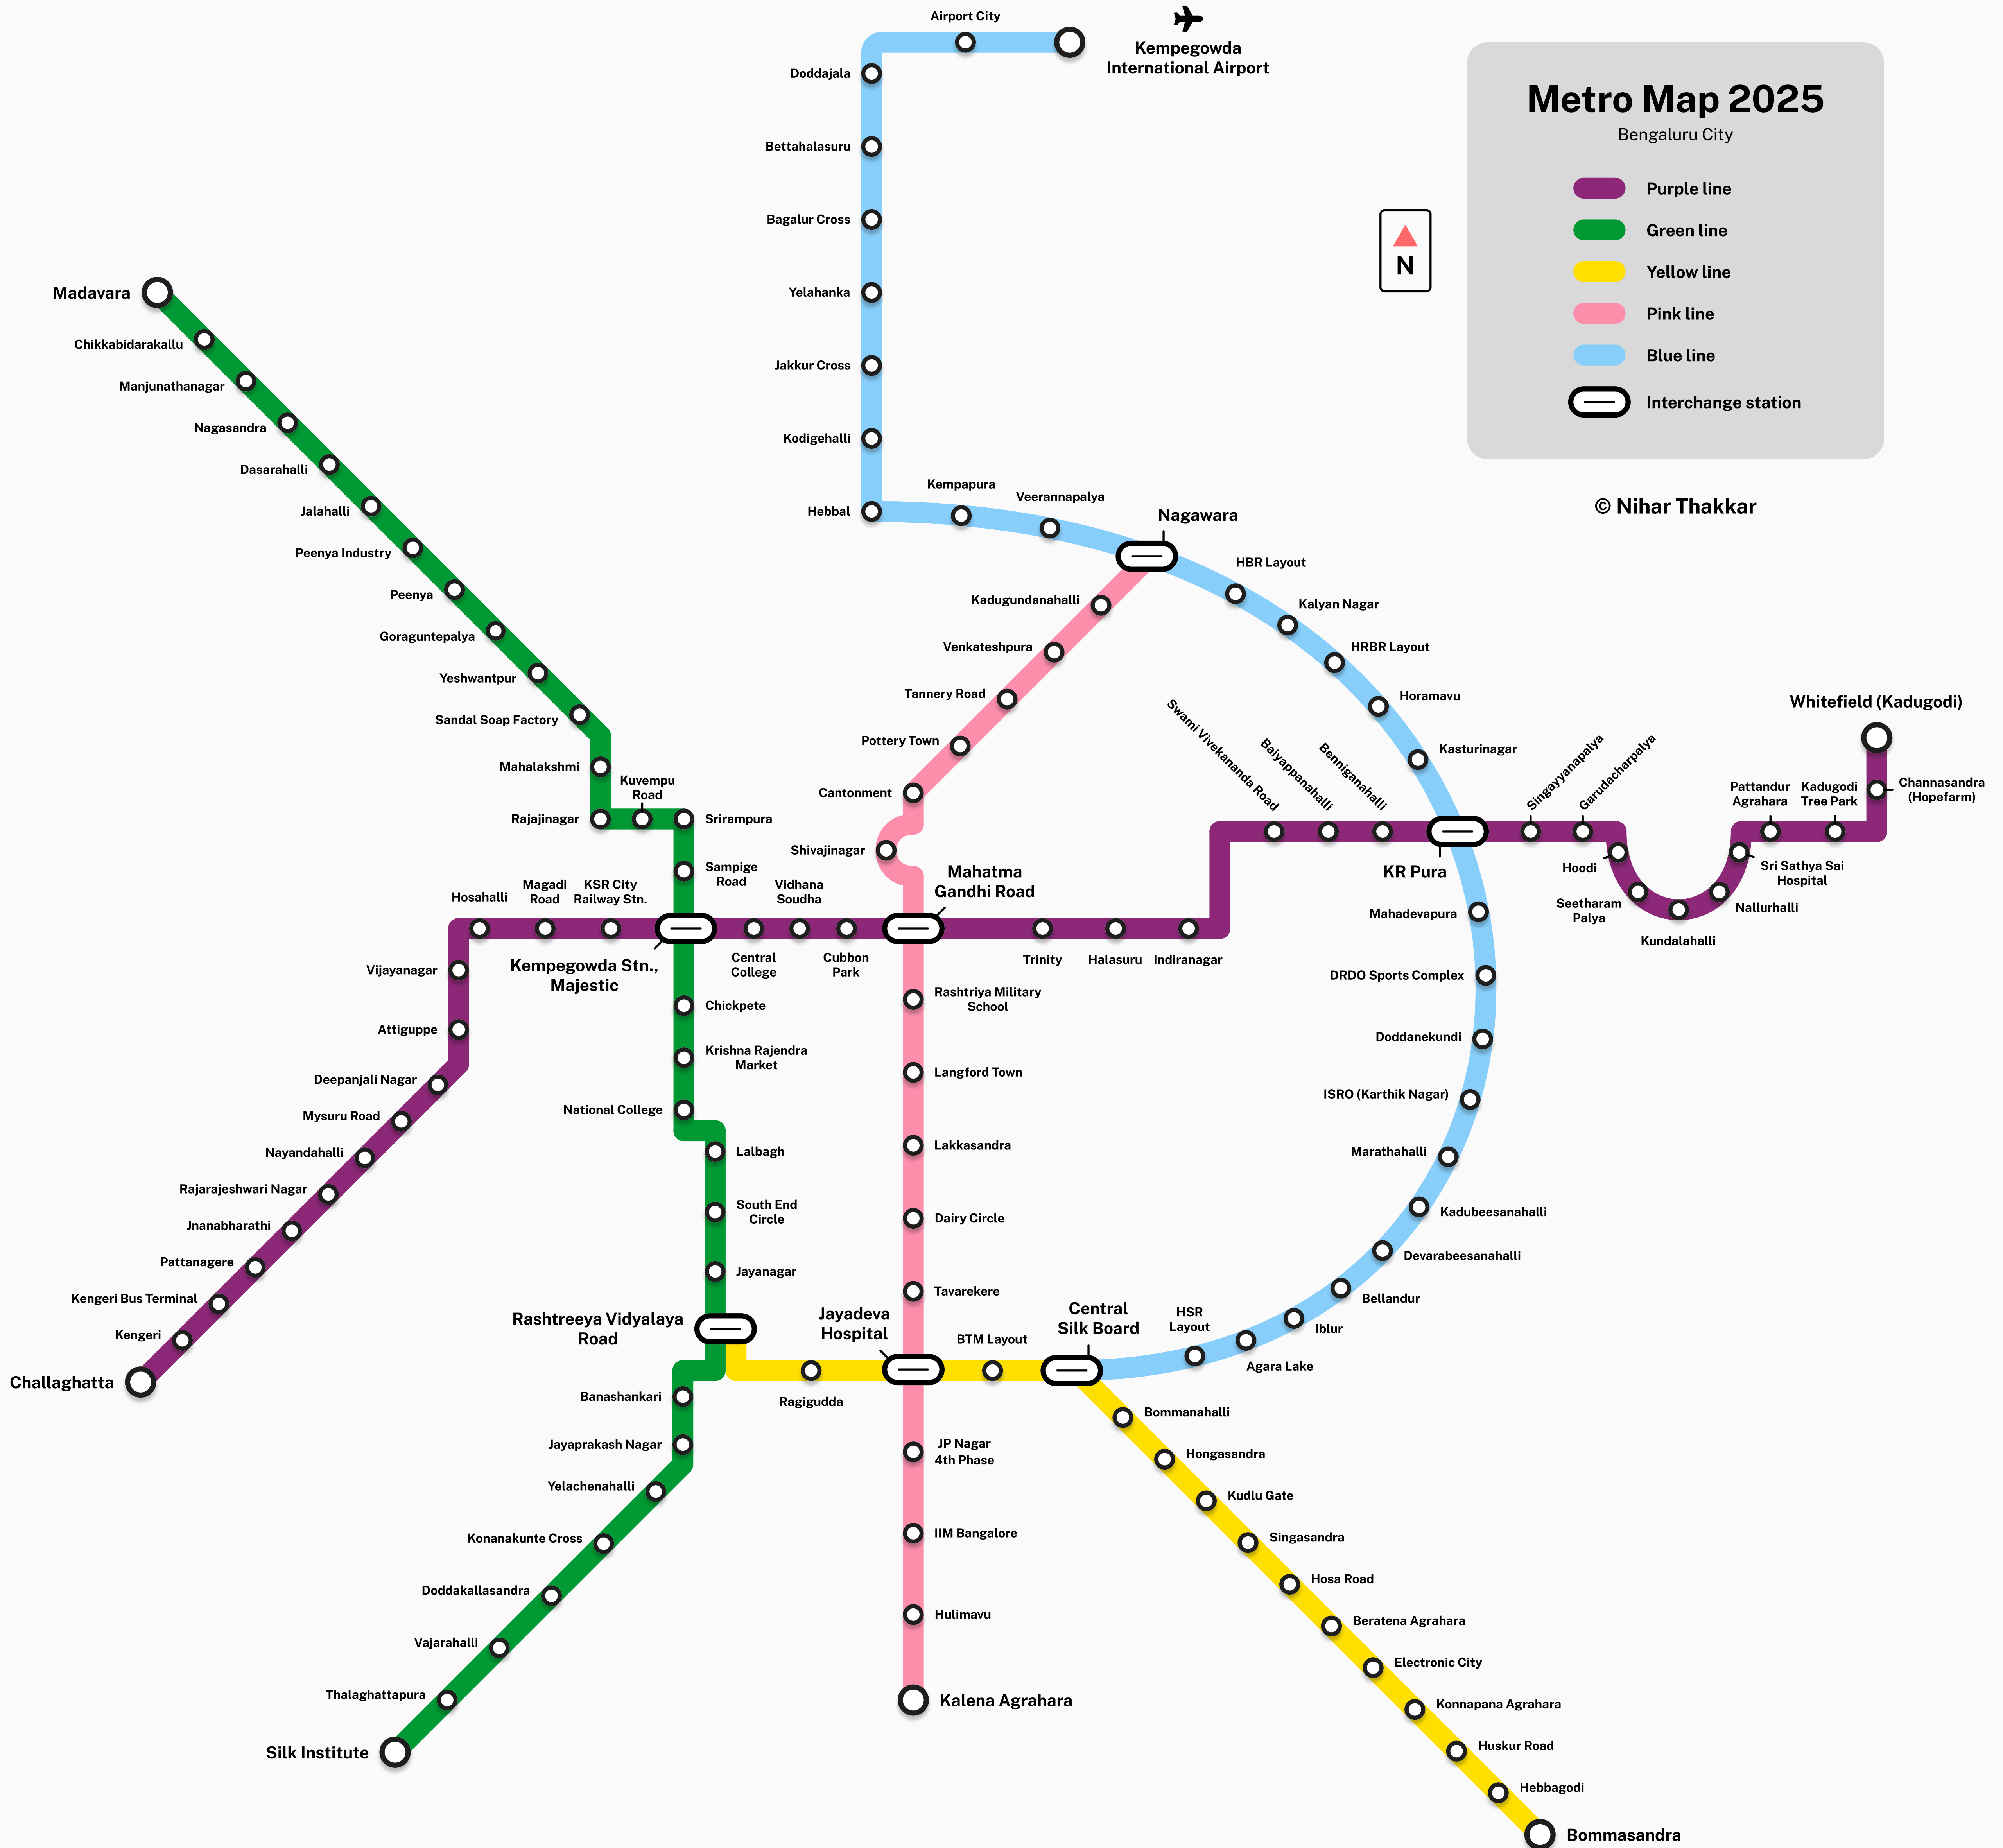 Airport City
Kempegowda
International Airport
Doddajala
Bettahalasuru
Bagalur Cross
Yelahanka
Jakkur Cross
Kodigehalli
Hebbal
Kempapura
Veerannapalya
Nagawara
Metro Map 2025
Bengaluru City
Purple line
Green line
Yellow line
Pink line
Blue line
Interchange station
N
© Nihar Thakkar
Madavara
Chikkabidarakallu
Manjunathanagar
Nagasandra
Dasarahalli
Jalahalli
Peenya Industry
Peenya
Goraguntepalya
Yeshwantpur
Sandal Soap Factory
Mahalakshmi
Rajajinagar
Kuvempu
Road
Srirampura
Sampige
Road
Kadugundanahalli
Venkateshpura
Tannery Road
Pottery Town
Cantonment
Shivajinagar
Mahatma
Gandhi Road
HBR Layout
Kalyan Nagar
HRBR Layout
Horamavu
Kasturinagar
Swami Vivekananda Road
Baiyappanahalli
Benniganahalli
KR Pura
Singayyanapalya
Garudacharpalya
Hoodi
Seetharam
Palya
Kundalahalli
Nallurhalli
Sri Sathya Sai
Hospital
Pattandur
Agrahara
Kadugodi
Tree Park
Channasandra
(Hopefarm)
Whitefield (Kadugodi)
Hosahalli
Magadi
Road
KSR City
Railway Stn.
Kempegowda Stn.,
Majestic
Central
College
Vidhana
Soudha
Cubbon
Park
Trinity
Halasuru
Indiranagar
Vijayanagar
Attiguppe
Deepanjali Nagar
Mysuru Road
Nayandahalli
Rajarajeshwari Nagar
Jnanabharathi
Pattanagere
Kengeri Bus Terminal
Kengeri
Challaghatta
Chickpete
Krishna Rajendra
Market
National College
Lalbagh
South End
Circle
Jayanagar
Rashtreeya Vidyalaya
Road
Banashankari
Jayaprakash Nagar
Yelachenahalli
Konanakunte Cross
Doddakallasandra
Vajarahalli
Thalaghattapura
Silk Institute
Rashtriya Military
School
Langford Town
Lakkasandra
Dairy Circle
Tavarekere
Jayadeva
Hospital
JP Nagar
4th Phase
IIM Bangalore
Hulimavu
Kalena Agrahara
Mahadevapura
DRDO Sports Complex
Doddanekundi
ISRO (Karthik Nagar)
Marathahalli
Kadubeesanahalli
Devarabeesanahalli
Bellandur
Iblur
Agara Lake
HSR
Layout
Central
Silk Board
BTM Layout
Ragigudda
Bommanahalli
Hongasandra
Kudlu Gate
Singasandra
Hosa Road
Beratena Agrahara
Electronic City
Konnapana Agrahara
Huskur Road
Hebbagodi
Bommasandra